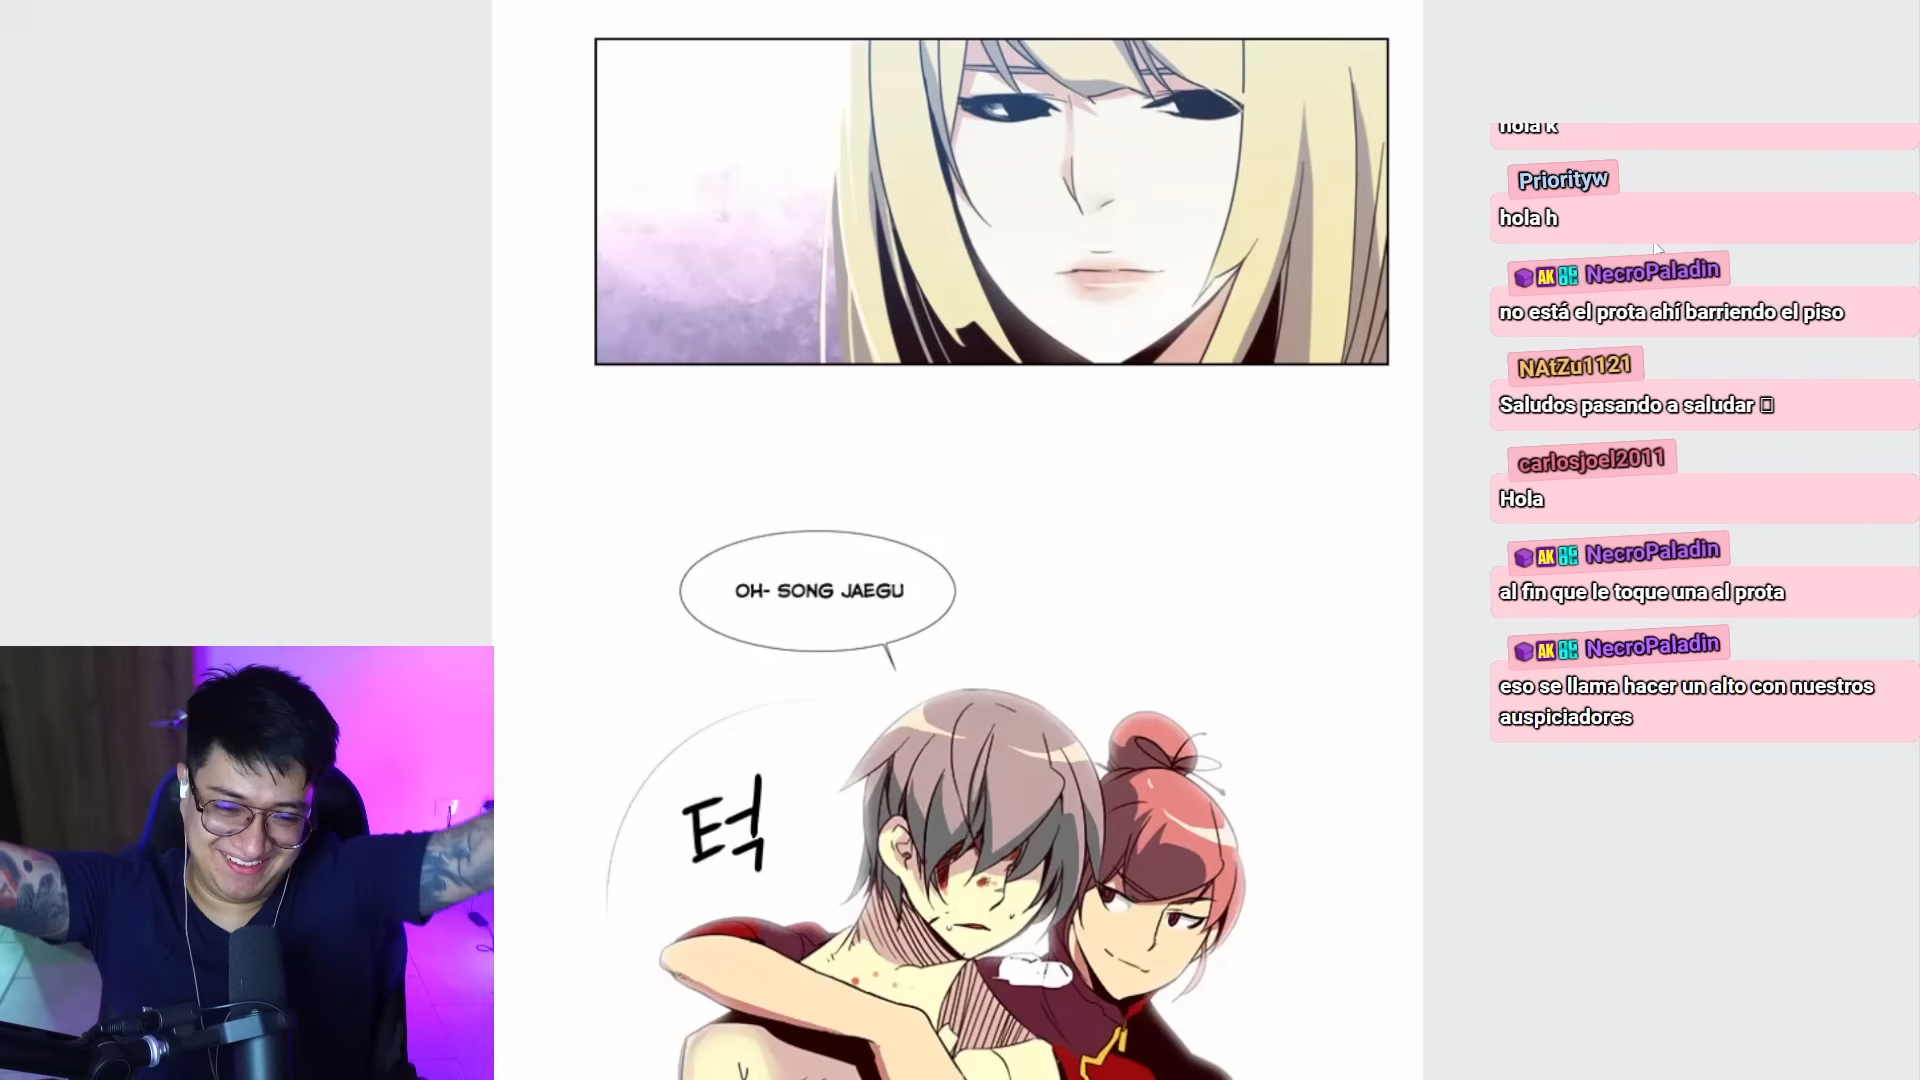 OH- SONG JAEGU
턱
hola k
Priorityw
hola h
AK NecroPaladin
no está el prota ahí barriendo el piso
NAtZu1121
Saludos pasando a saludar
carlosjoel2011
Hola
AK NecroPaladin
al fin que le toque una al prota
AK NecroPaladin
eso se llama hacer un alto con nuestros
auspiciadores